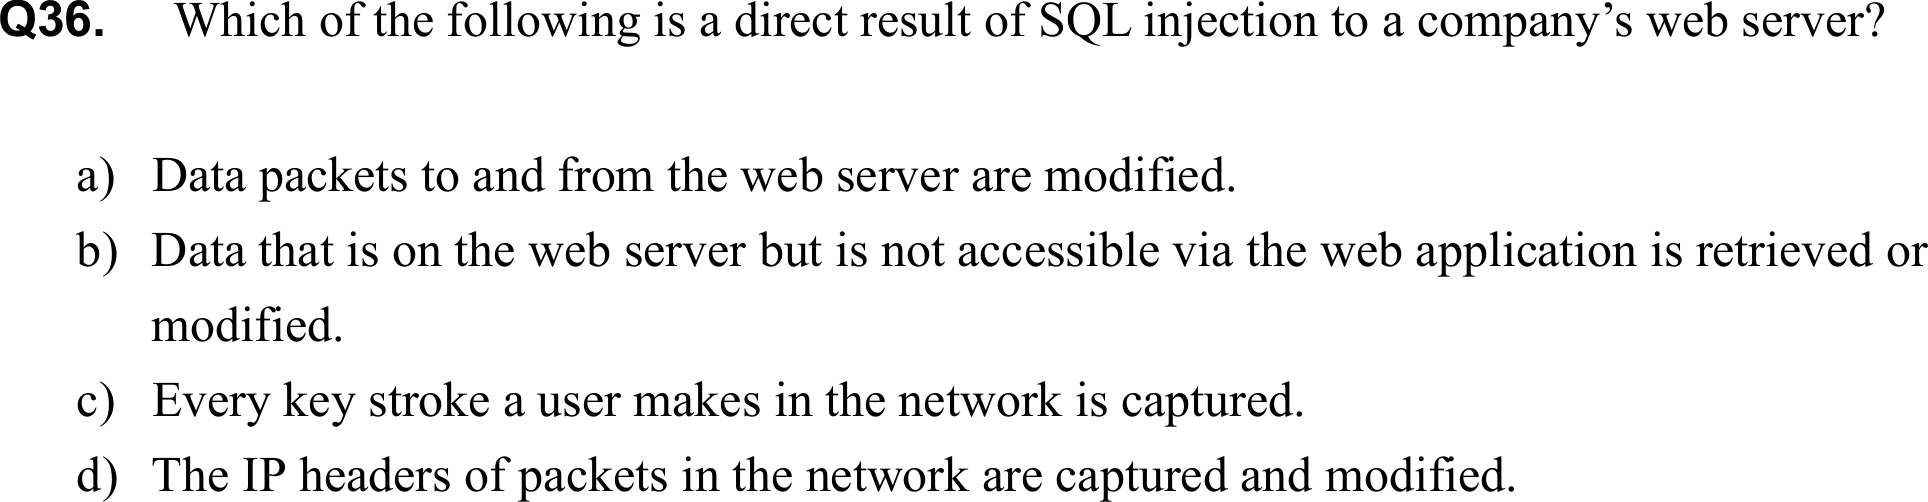 Q36. Which of the following is a direct result of SQL injection to a company’s web server?
a) Data packets to and from the web server are modified.
b) Data that is on the web server but is not accessible via the web application is retrieved or
modified.
c) Every key stroke a user makes in the network is captured.
d) The IP headers of packets in the network are captured and modified.